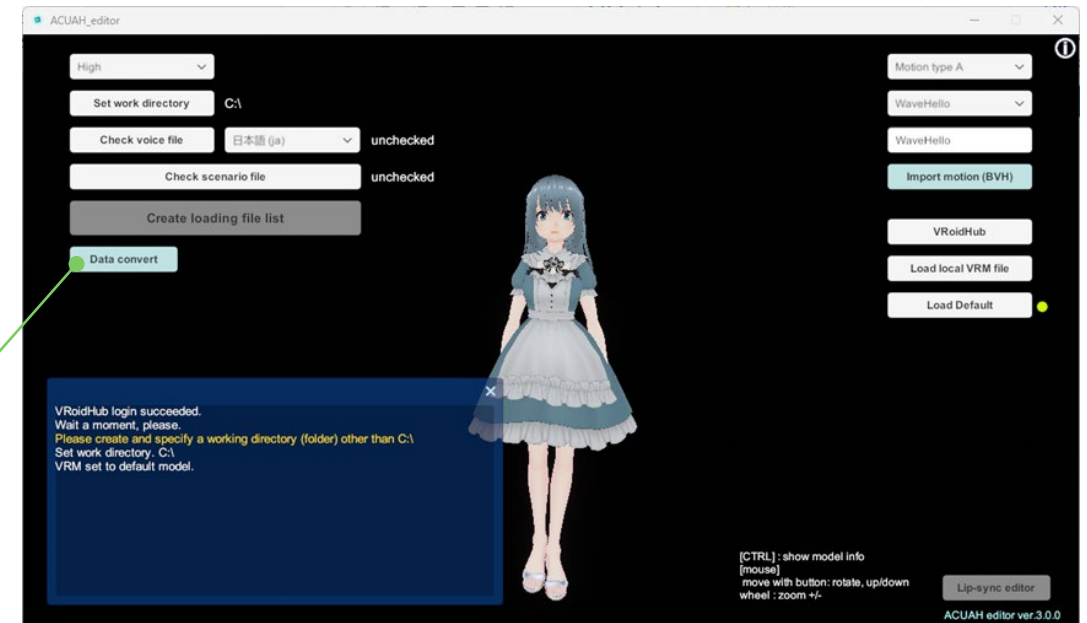 ACUAH_editor
High
Set work directory
C:\
Check voice file
日本語 (ja)
unchecked
Check scenario file
unchecked
Create loading file list
Data convert
Motion type A
WaveHello
WaveHello
Import motion (BVH)
VRoidHub
Load local VRM file
Load Default
VRoidHub login succeeded.
Wait a moment, please.
Please create and specify a working directory (folder) other than C:\
Set work directory. C:\
VRM set to default model.
[CTRL] : show model info
[mouse]
move with button: rotate, up/down
wheel : zoom +/-
Lip-sync editor
ACUAH editor ver.3.0.0